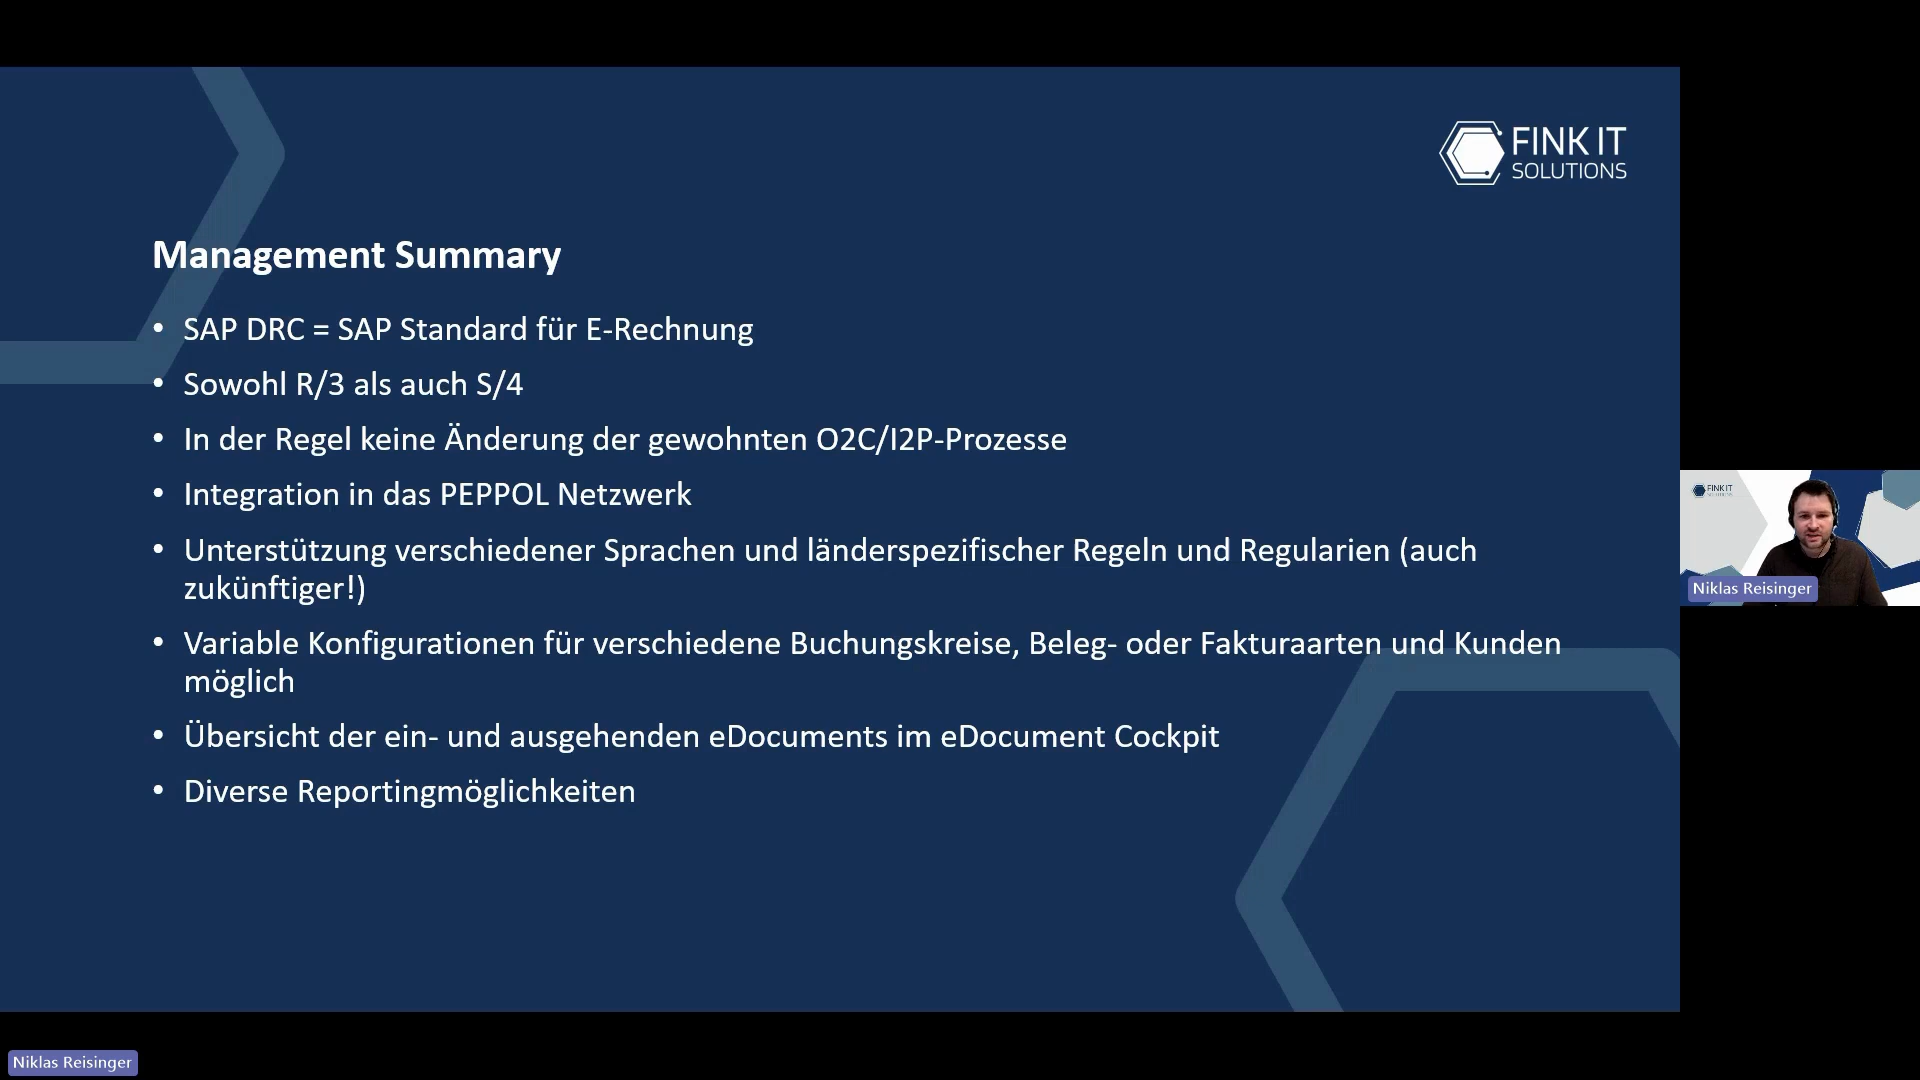 FINK IT
SOLUTIONS
Management Summary
• SAP DRC = SAP Standard für E-Rechnung
• Sowohl R/3 als auch S/4
• In der Regel keine Änderung der gewohnten O2C/I2P-Prozesse
• Integration in das PEPPOL Netzwerk
• Unterstützung verschiedener Sprachen und länderspezifischer Regeln und Regularien (auch
zukünftiger!)
• Variable Konfigurationen für verschiedene Buchungskreise, Beleg- oder Fakturaarten und Kunden
möglich
• Übersicht der ein- und ausgehenden eDocuments im eDocument Cockpit
• Diverse Reportingmöglichkeiten
FINK IT
SOLUTIONS
Niklas Reisinger
Niklas Reisinger